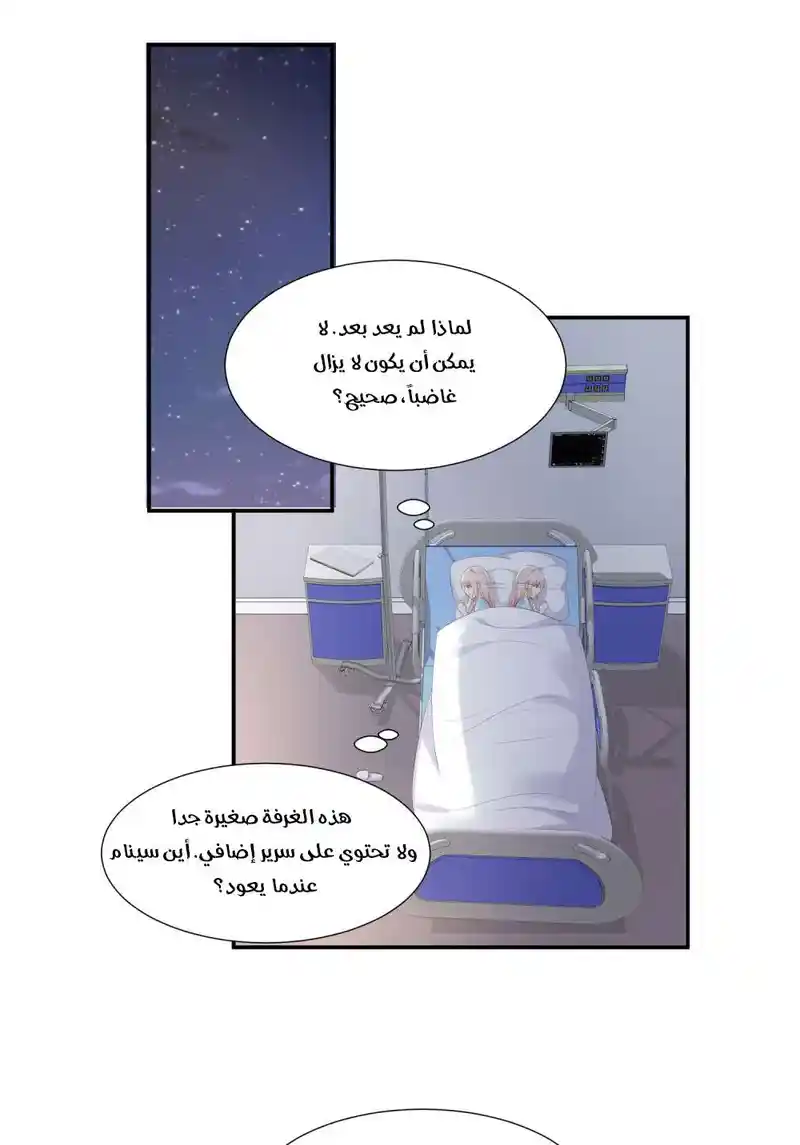 لماذا لم يعد بعد. لا
يمكن أن يكون لا يزال
غاضباً، صحيح؟
هذه الغرفة صغيرة جدا
ولا تحتوي على سرير إضافي. أين سينام
عندما يعود؟